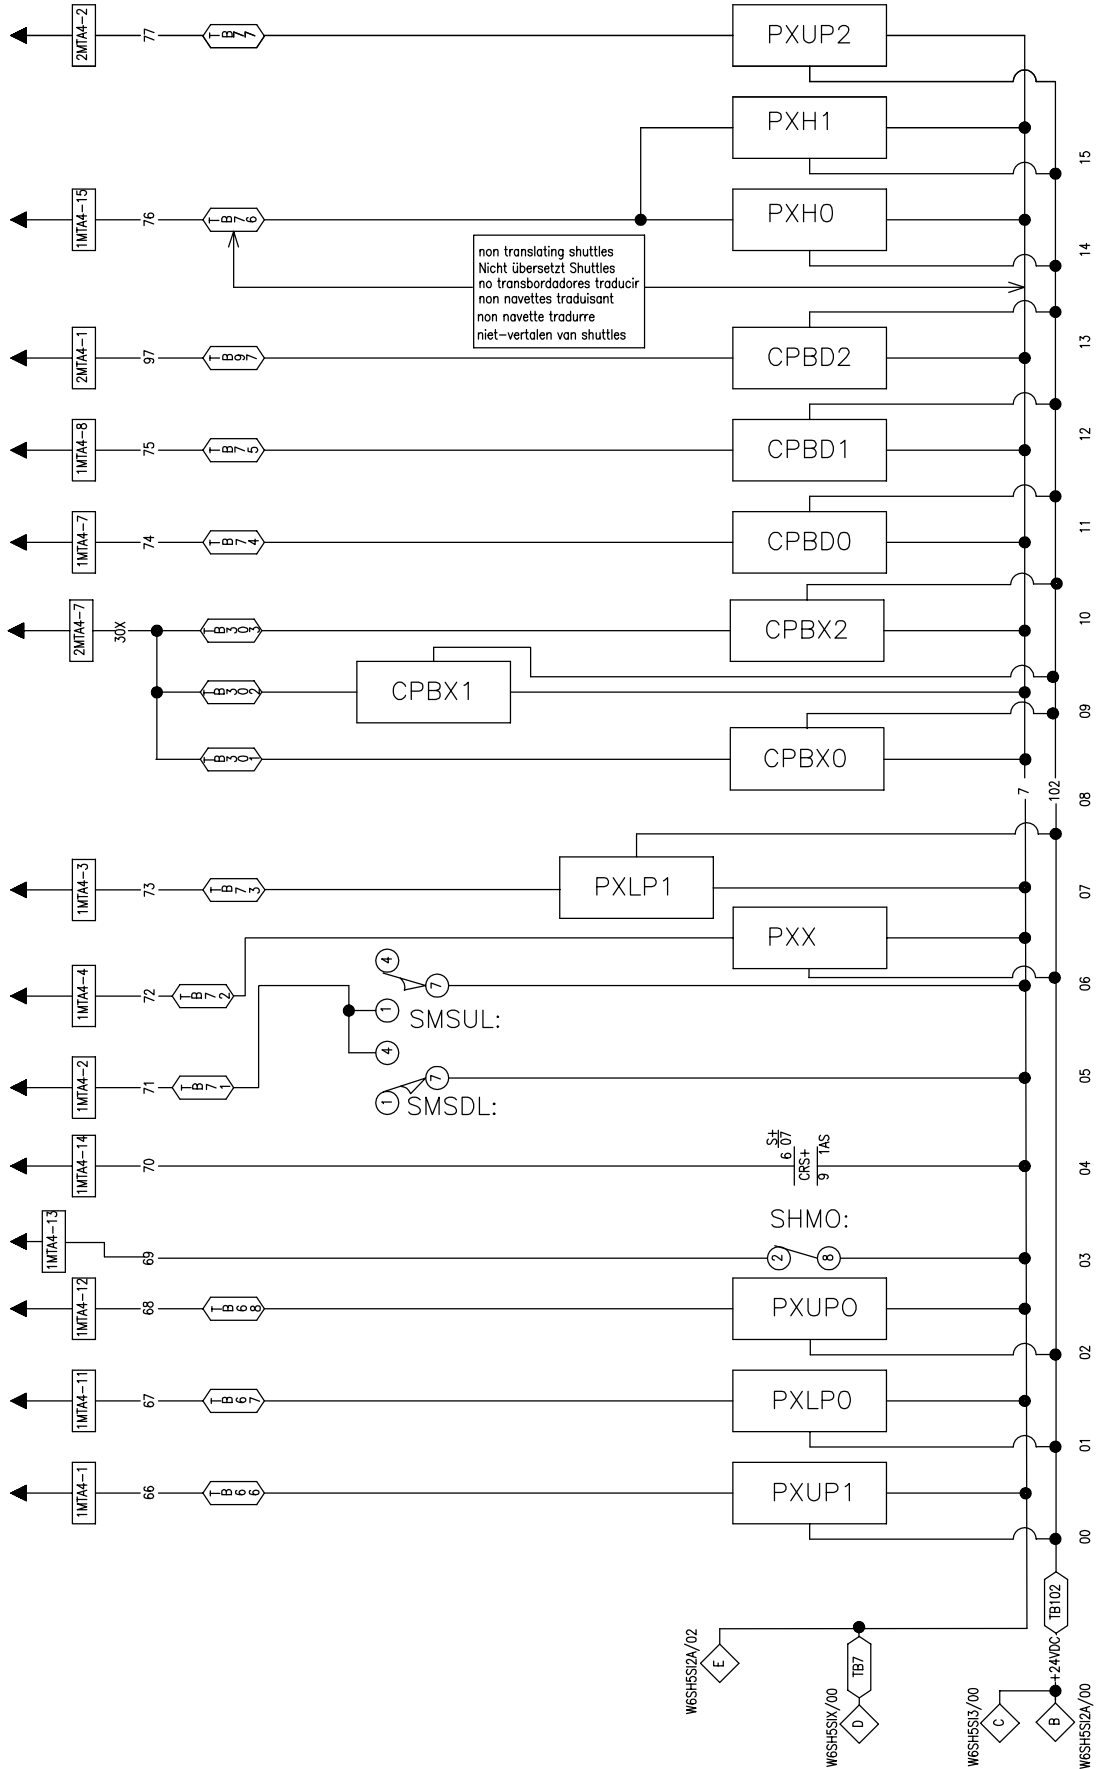 2MTA4-2
77
TB77
PXUP2
PXH1
15
1MTA4-15
76
TB76
PXH0
14
non translating shuttles
Nicht übersetzt Shuttles
no transbordadores traducir
non navettes traduisant
non navette tradurre
niet-vertalen van shuttles
2MTA4-1
97
TB97
CPBD2
13
1MTA4-8
75
TB75
CPBD1
12
1MTA4-7
74
TB74
CPBD0
11
2MTA4-7
30X
TB303
CPBX2
10
TB302
CPBX1
09
TB301
CPBX0
7
102
08
1MTA4-3
73
TB73
PXLP1
07
PXX
1MTA4-4
72
TB72
4
7
1
SMSUL:
06
1MTA4-2
71
TB71
4
7
1
SMSDL:
05
1MTA4-14
70
S±
07
6
CRS+
9
1AS
04
1MTA4-13
69
SHMO:
2
8
03
1MTA4-12
68
TB68
PXUP0
02
1MTA4-11
67
TB67
PXLP0
01
1MTA4-1
66
TB66
PXUP1
00
TB102
+24VDC
W6SH5SI2A/02
E
TB7
W6SH5SIX/00
D
W6SH5SI3/00
C
B
W6SH5SI2A/00